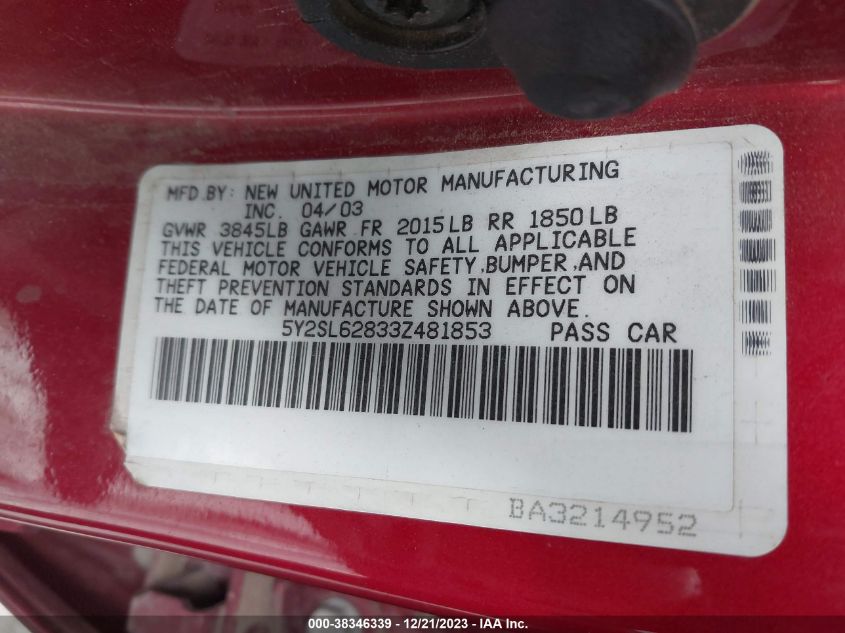 MFD BY: NEW UNITED MOTOR MANUFACTURING
INC. 04/03
GVWR 3845LB GAWR FR 2015LB RR 1850LB
THIS VEHICLE CONFORMS TO ALL APPLICABLE
FEDERAL MOTOR VEHICLE SAFETY,BUMPER,AND
THEFT PREVENTION STANDARDS IN EFFECT ON
THE DATE OF MANUFACTURE SHOWN ABOVE.
5Y2SL62833Z481853 PASS CAR
BA3214952
000-38346339 - 12/21/2023 - IAA Inc.